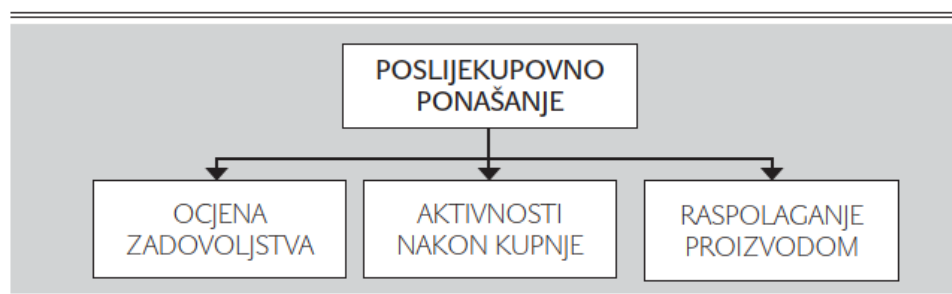 POSLIJEKUPOVNO
PONAŠANJE
OCJENA
ZADOVOLJSTVA
AKTIVNOSTI
NAKON KUPNJE
RASPOLAGANJE
PROIZVODOM